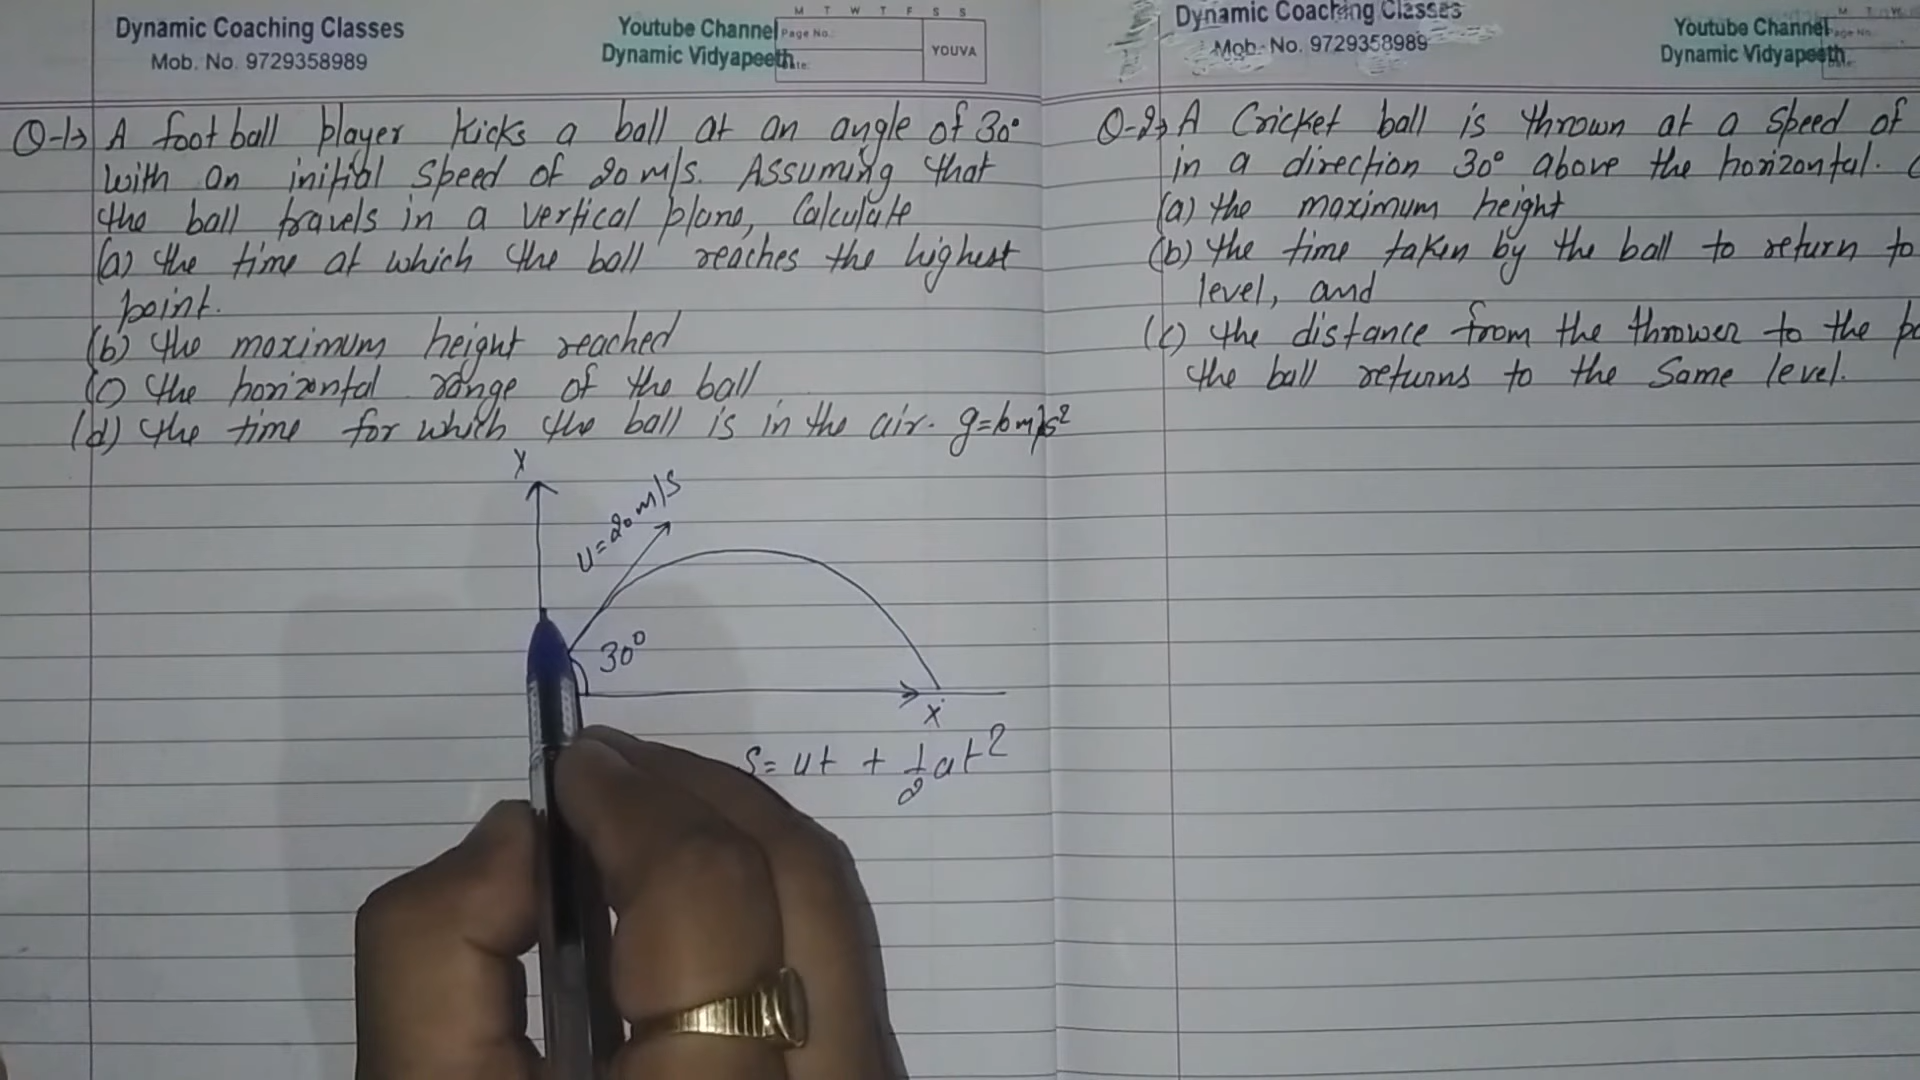 Dynamic Coaching Classes
Mob. No. 9729358989
Youtube Channel
Dynamic Vidyapeeth
M T W T F S S
Page No.:
Date:
YOUVA
Q-1→ A football player kicks a ball at an angle of 30°
with an initial speed of 20 m/s. Assuming that
the ball travels in a vertical plane, Calculate
(a) the time at which the ball reaches the highest
point.
(b) the maximum height reached
(c) the horizontal range of the ball
(d) the time for which the ball is in the air. g=10m/s²
Y
u=20 m/s
30°
X
S= ut + 1/2 at²
Dynamic Coaching Classes
Mob. No. 9729358989
Youtube Channel
Dynamic Vidyapeeth
Q-2→ A Cricket ball is thrown at a speed of
in a direction 30° above the horizontal.
(a) the maximum height
(b) the time taken by the ball to return to
level, and
(c) the distance from the thrower to the
the ball returns to the same level.